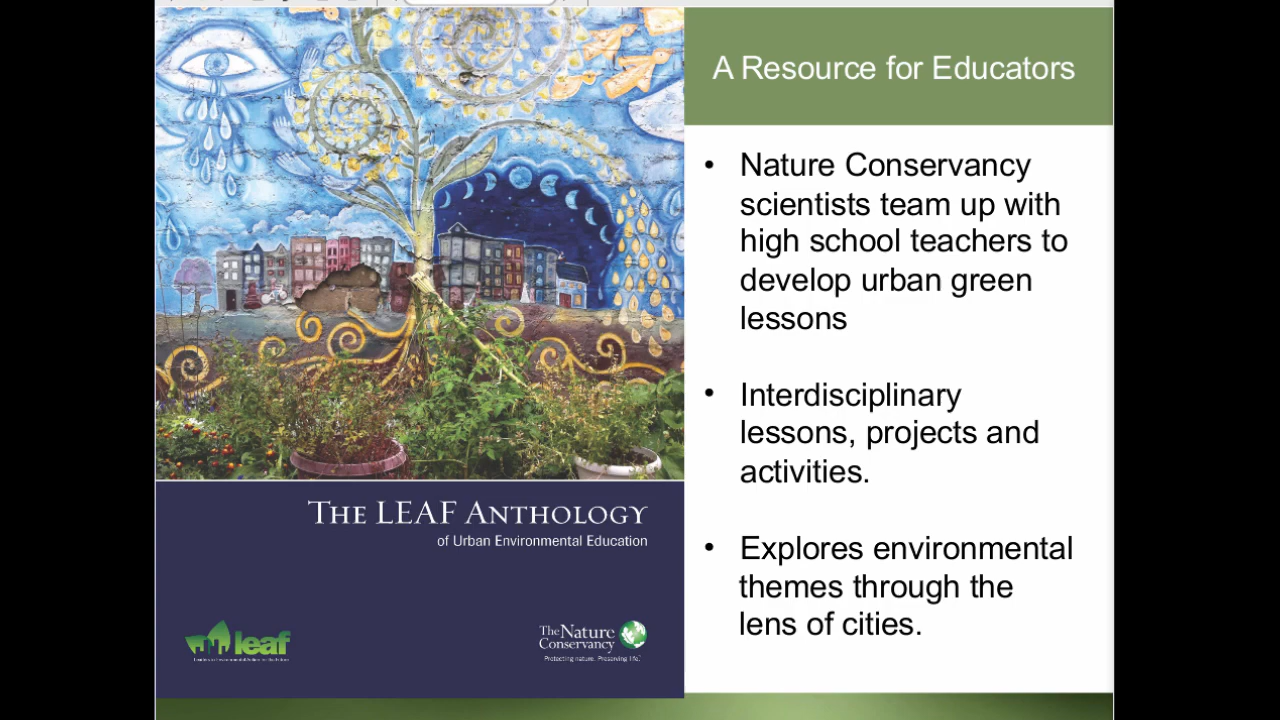 A Resource for Educators
• Nature Conservancy
scientists team up with
high school teachers to
develop urban green
lessons
• Interdisciplinary
lessons, projects and
activities.
• Explores environmental
themes through the
lens of cities.
THE LEAF ANTHOLOGY
of Urban Environmental Education
leaf
The Nature
Conservancy
Protecting nature. Preserving life.